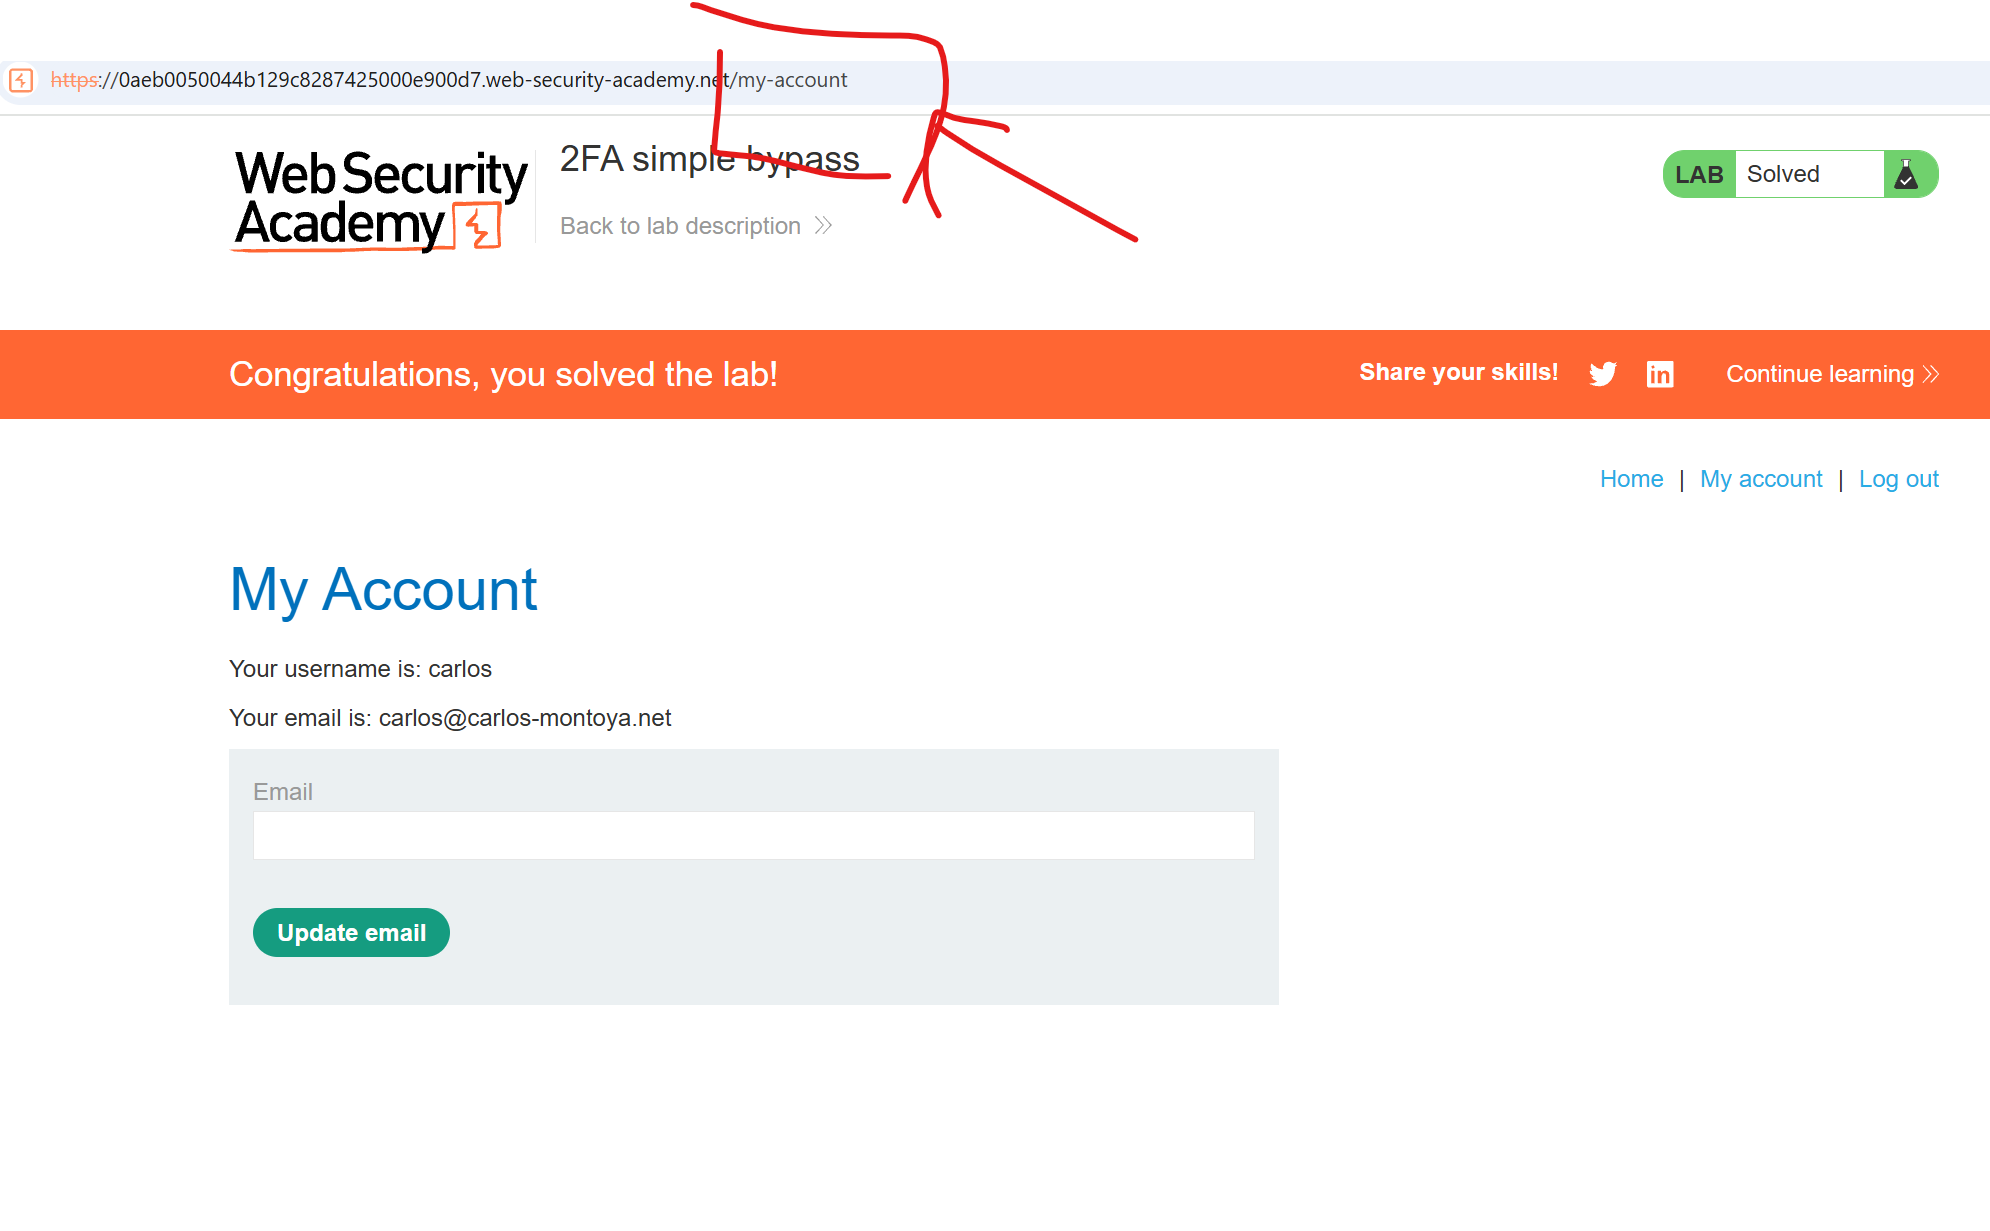 https://0aeb0050044b129c8287425000e900d7.web-security-academy.net/my-account
Web Security
Academy
2FA simple bypass
Back to lab description
LAB Solved
Congratulations, you solved the lab!
Share your skills!
Continue learning
Home | My account | Log out
My Account
Your username is: carlos
Your email is: carlos@carlos-montoya.net
Email
Update email